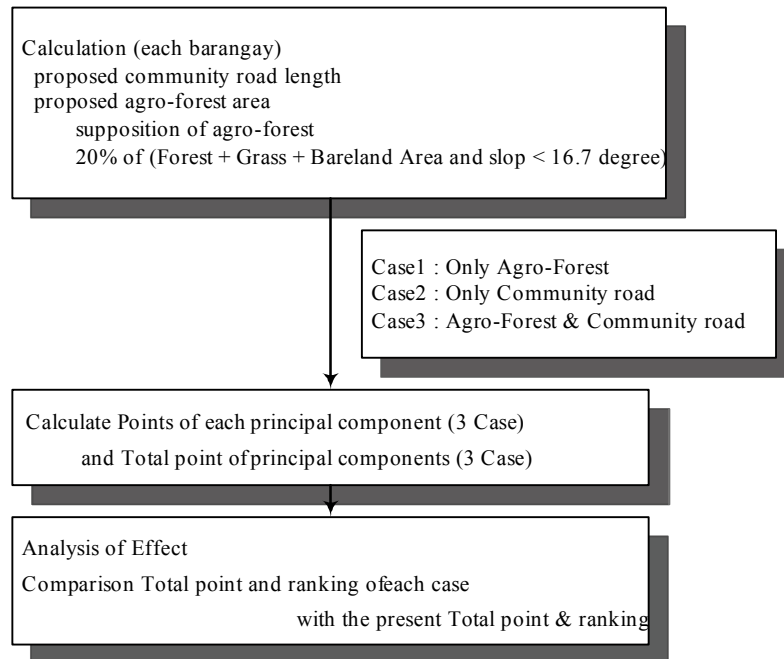 Calculation (each barangay)
proposed community road length
proposed agro-forest area
supposition of agro-forest
20% of (Forest + Grass + Bareland Area and slop < 16.7 degree)
Case1 : Only Agro-Forest
Case2 : Only Community road
Case3 : Agro-Forest & Community road
Calculate Points of each principal component (3 Case)
and Total point of principal components (3 Case)
Analysis of Effect
Comparison Total point and ranking ofeach case
with the present Total point & ranking